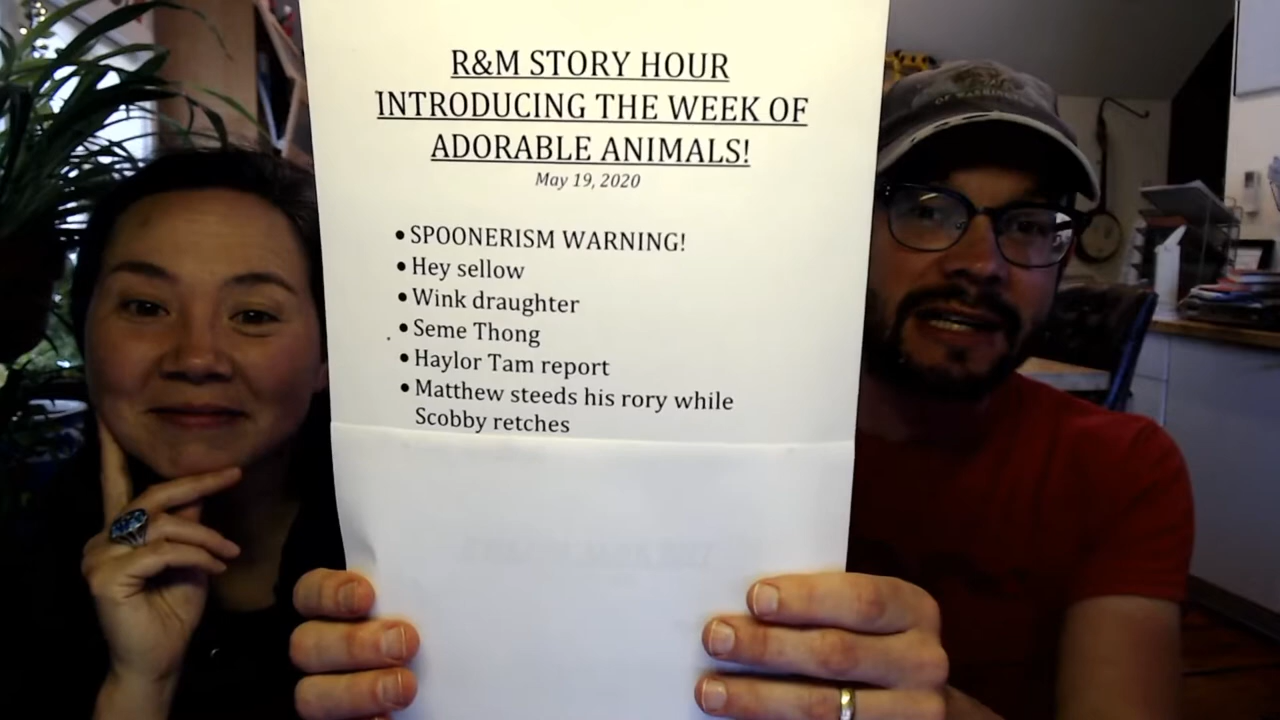 R&M STORY HOUR
INTRODUCING THE WEEK OF
ADORABLE ANIMALS!
May 19, 2020
• SPOONERISM WARNING!
• Hey sellow
• Wink draughter
• Seme Thong
• Haylor Tam report
• Matthew steeds his rory while
Scobby retches